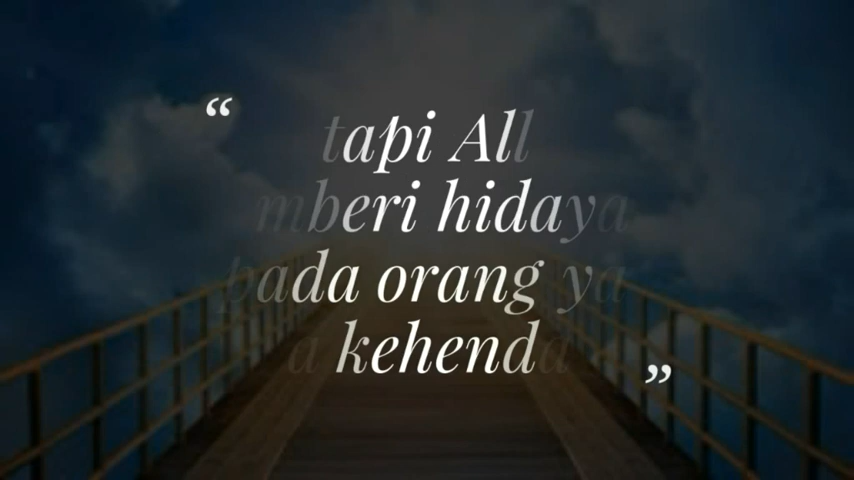 “ tapi All
mberi hidaya
pada orang ya
a kehenda ”